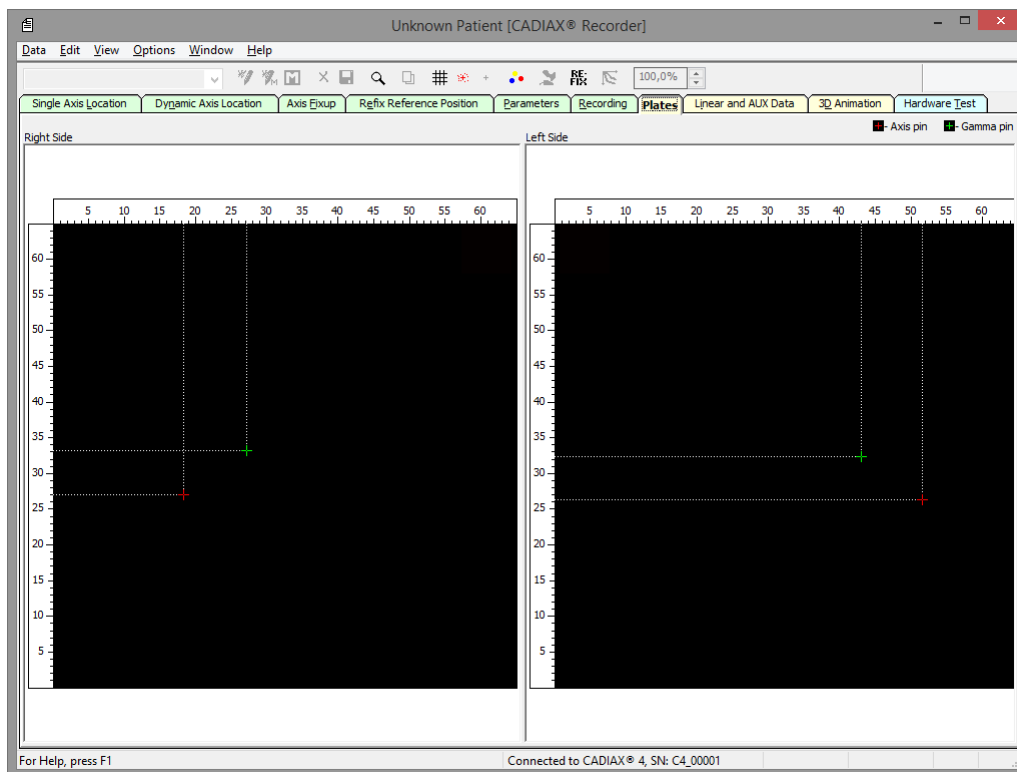 Unknown Patient [CADIAX® Recorder]
Data Edit View Options Window Help
RE: FIX 100,0%
Single Axis Location Dynamic Axis Location Axis Fixup Refix Reference Position Parameters Recording Plates Linear and AUX Data 3D Animation Hardware Test
- Axis pin - Gamma pin
Right Side
5 10 15 20 25 30 35 40 45 50 55 60
60
55
50
45
40
35
30
25
20
15
10
5
Left Side
5 10 15 20 25 30 35 40 45 50 55 60
60
55
50
45
40
35
30
25
20
15
10
5
For Help, press F1 Connected to CADIAX® 4, SN: C4_00001